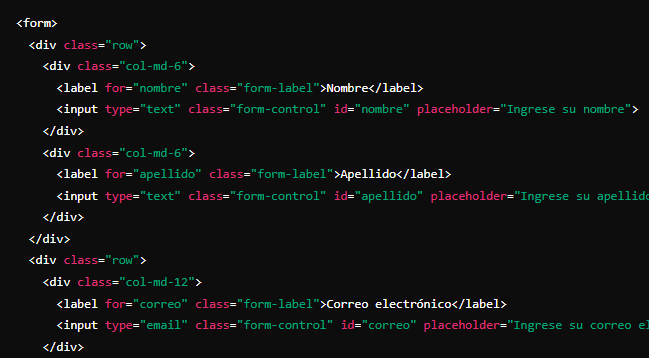 <form>
<div class="row">
<div class="col-md-6">
<label for="nombre" class="form-label">Nombre</label>
<input type="text" class="form-control" id="nombre" placeholder="Ingrese su nombre">
</div>
<div class="col-md-6">
<label for="apellido" class="form-label">Apellido</label>
<input type="text" class="form-control" id="apellido" placeholder="Ingrese su apellido
</div>
</div>
<div class="row">
<div class="col-md-12">
<label for="correo" class="form-label">Correo electrónico</label>
<input type="email" class="form-control" id="correo" placeholder="Ingrese su correo el
</div>